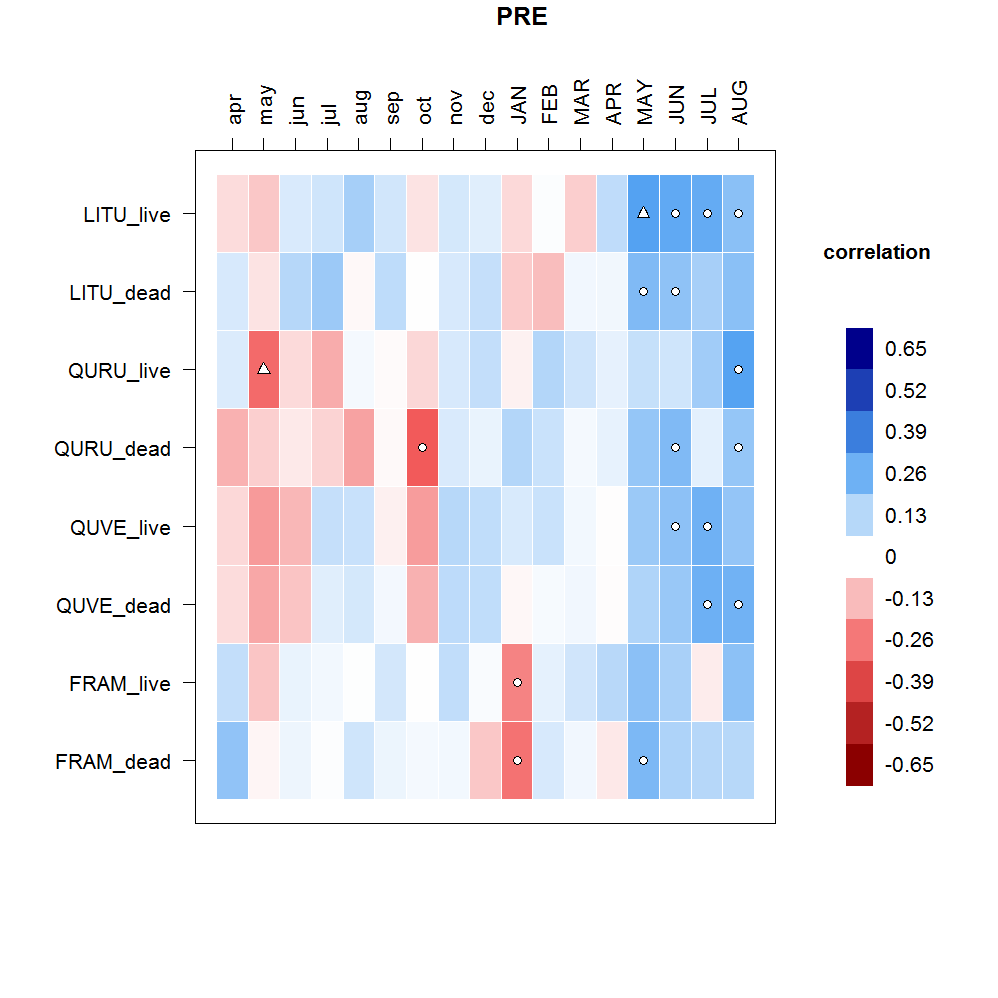 PRE
apr may jun jul aug sep oct nov dec JAN FEB MAR APR MAY JUN JUL AUG
LITU_live
LITU_dead
QURU_live
QURU_dead
QUVE_live
QUVE_dead
FRAM_live
FRAM_dead
correlation
0.65
0.52
0.39
0.26
0.13
0
-0.13
-0.26
-0.39
-0.52
-0.65